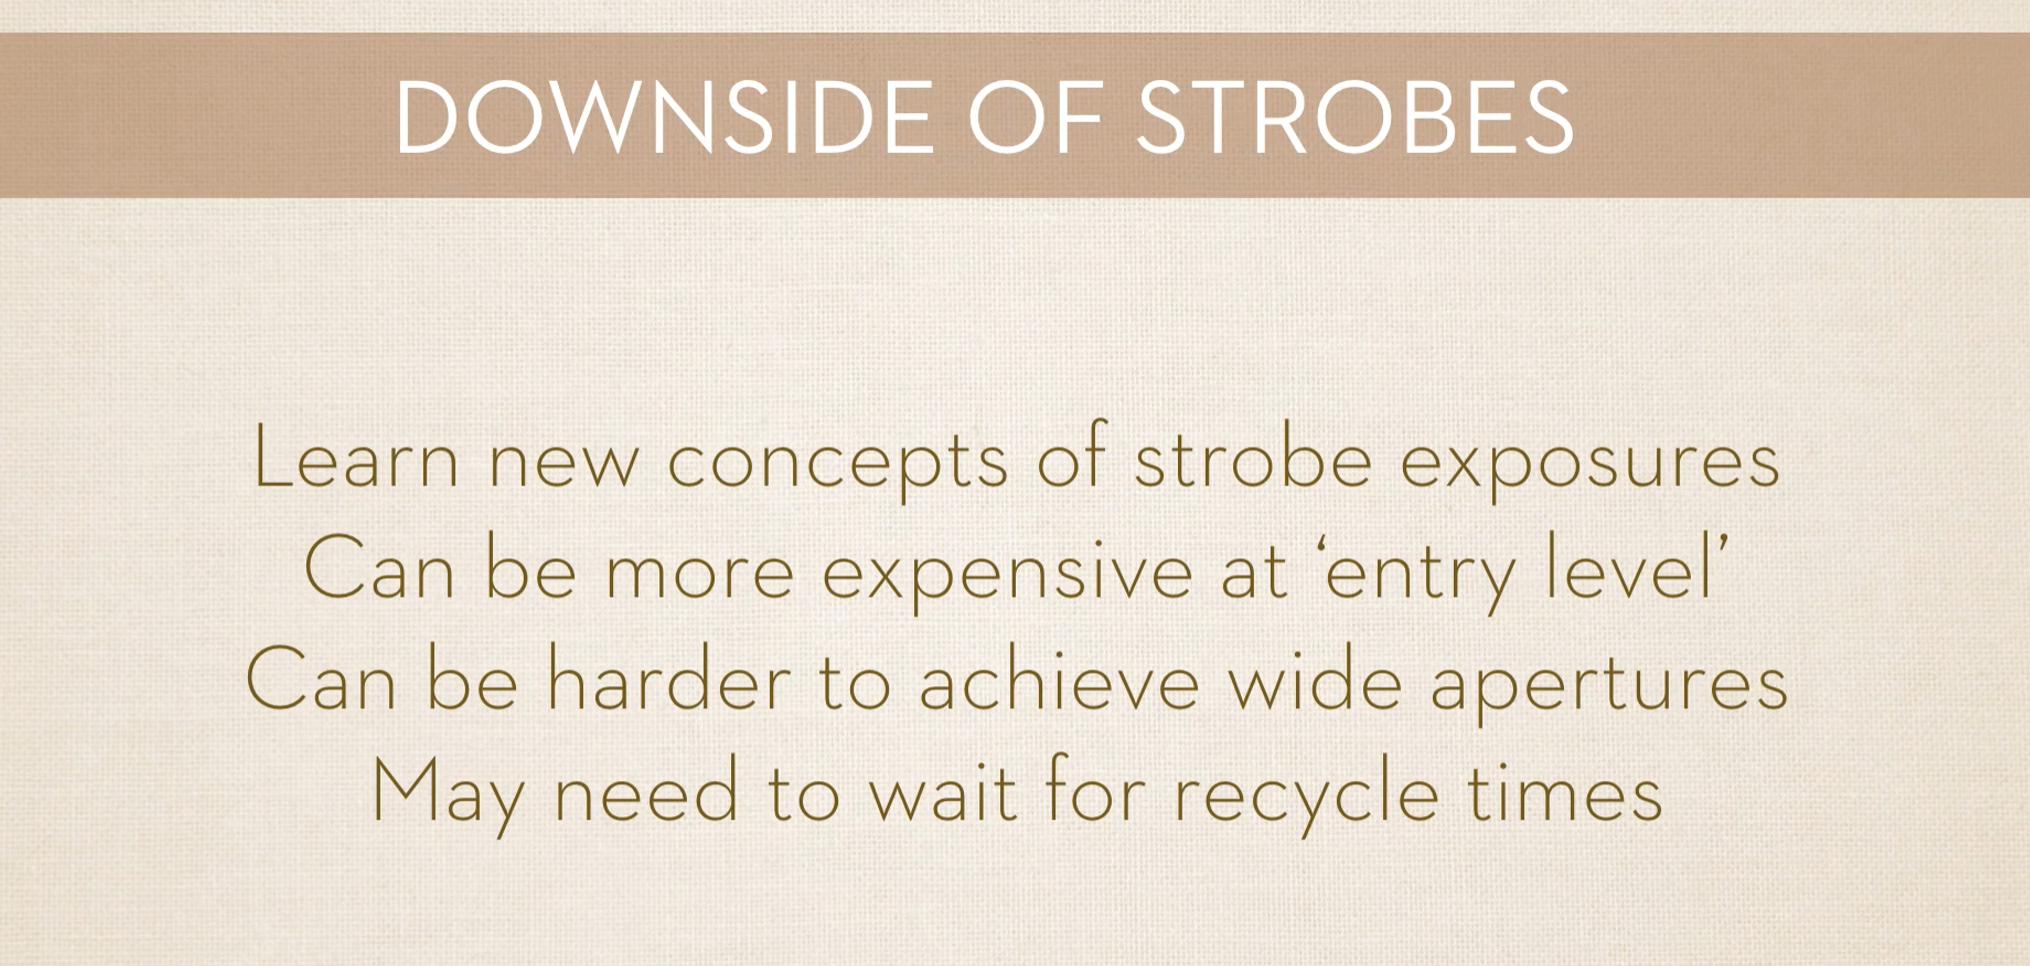 DOWNSIDE OF STROBES
Learn new concepts of strobe exposures
Can be more expensive at ‘entry level’
Can be harder to achieve wide apertures
May need to wait for recycle times